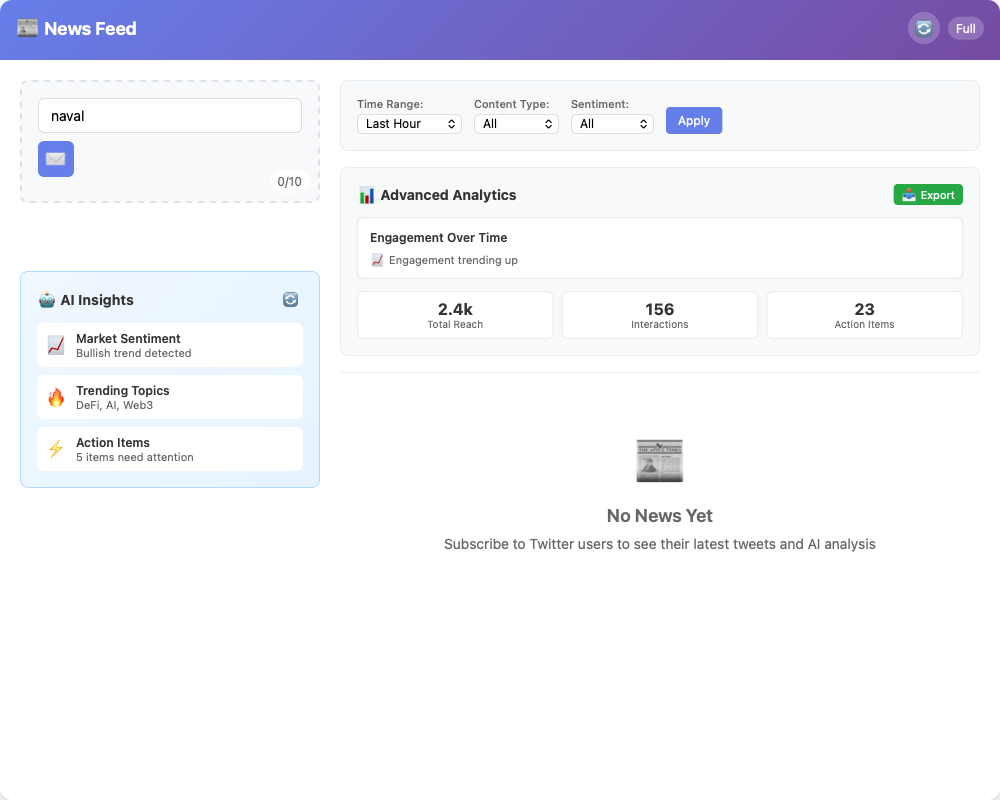 News Feed
Full
naval
0/10
AI Insights
Market Sentiment
Bullish trend detected
Trending Topics
DeFi, AI, Web3
Action Items
5 items need attention
Time Range:
Content Type:
Sentiment:
Last Hour
All
All
Apply
Advanced Analytics
Export
Engagement Over Time
Engagement trending up
2.4k
Total Reach
156
Interactions
23
Action Items
THE APPLE TIMES
No News Yet
Subscribe to Twitter users to see their latest tweets and AI analysis